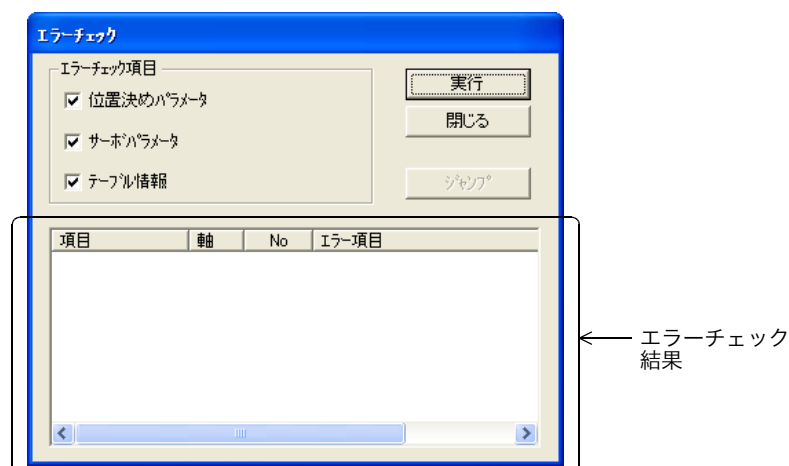 エラーチェック
エラーチェック項目
位置決めパラメータ
サーボパラメータ
テーブル情報
実行
閉じる
ジャンプ
項目 軸 No エラー項目
エラーチェック
結果